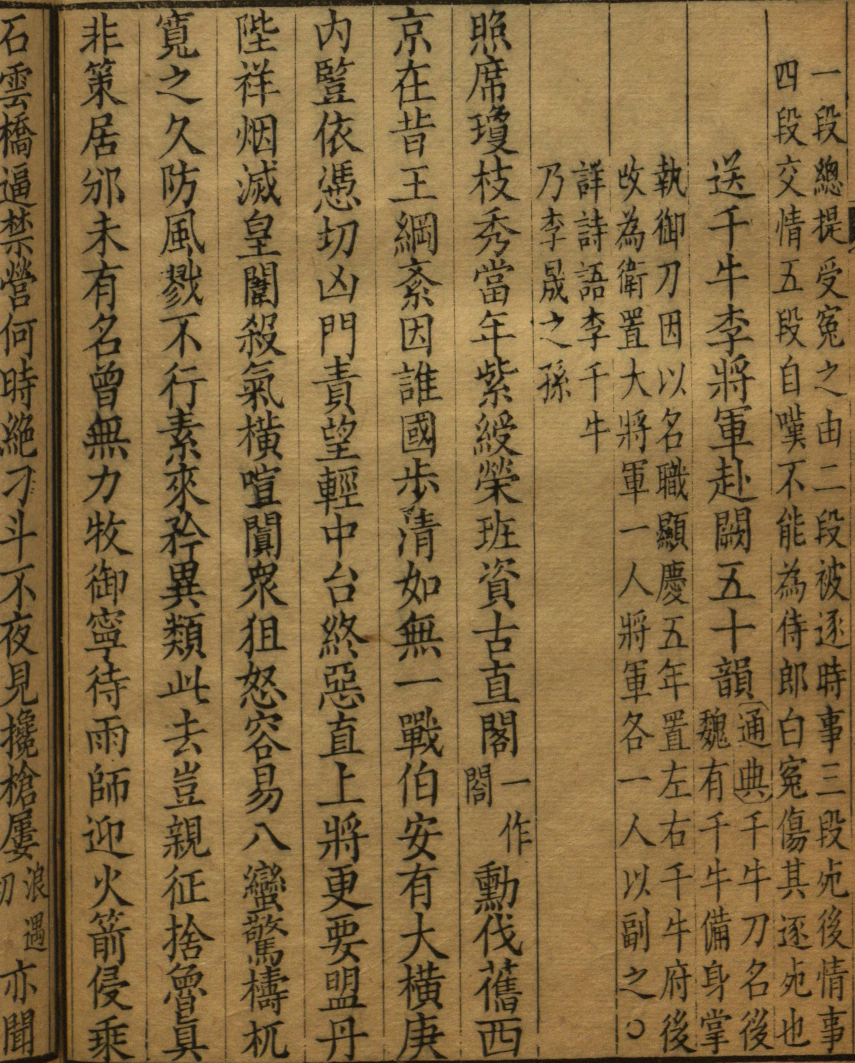 一段總提受寃之由二段被逐時事三段𣦸後情事
四段交情五段自嘆不能為侍郎白寃傷其逐𣦸也
送千牛李將軍赴闕五十韻
通典千牛刀名後
魏有千牛備身掌
執御刀因以名職顯慶五年置左右千牛府後
改為衛置大將軍一人將軍各一人以副之○
詳詩語李千牛
乃李晟之孫
照席瓊枝秀當年紫綬榮班資古直閣
一作
閤
勳伐舊西
京在昔王綱紊因誰國步清如無一戰伯安有大橫庚
内豎依憑切凶門責望輕中台終惡直上將更要盟丹
陛祥烟滅皇闈殺氣橫喧闐衆狙怒容易八蠻驚檮杌
寬之久防風戮不行素來矜異類此去豈親征捨魯眞
非策居邠未有名曾無力牧御寧待雨師迎火箭侵乘
石雲橋逼禁營何時絶刁斗不夜見攙槍屢
浪遇
切
亦聞